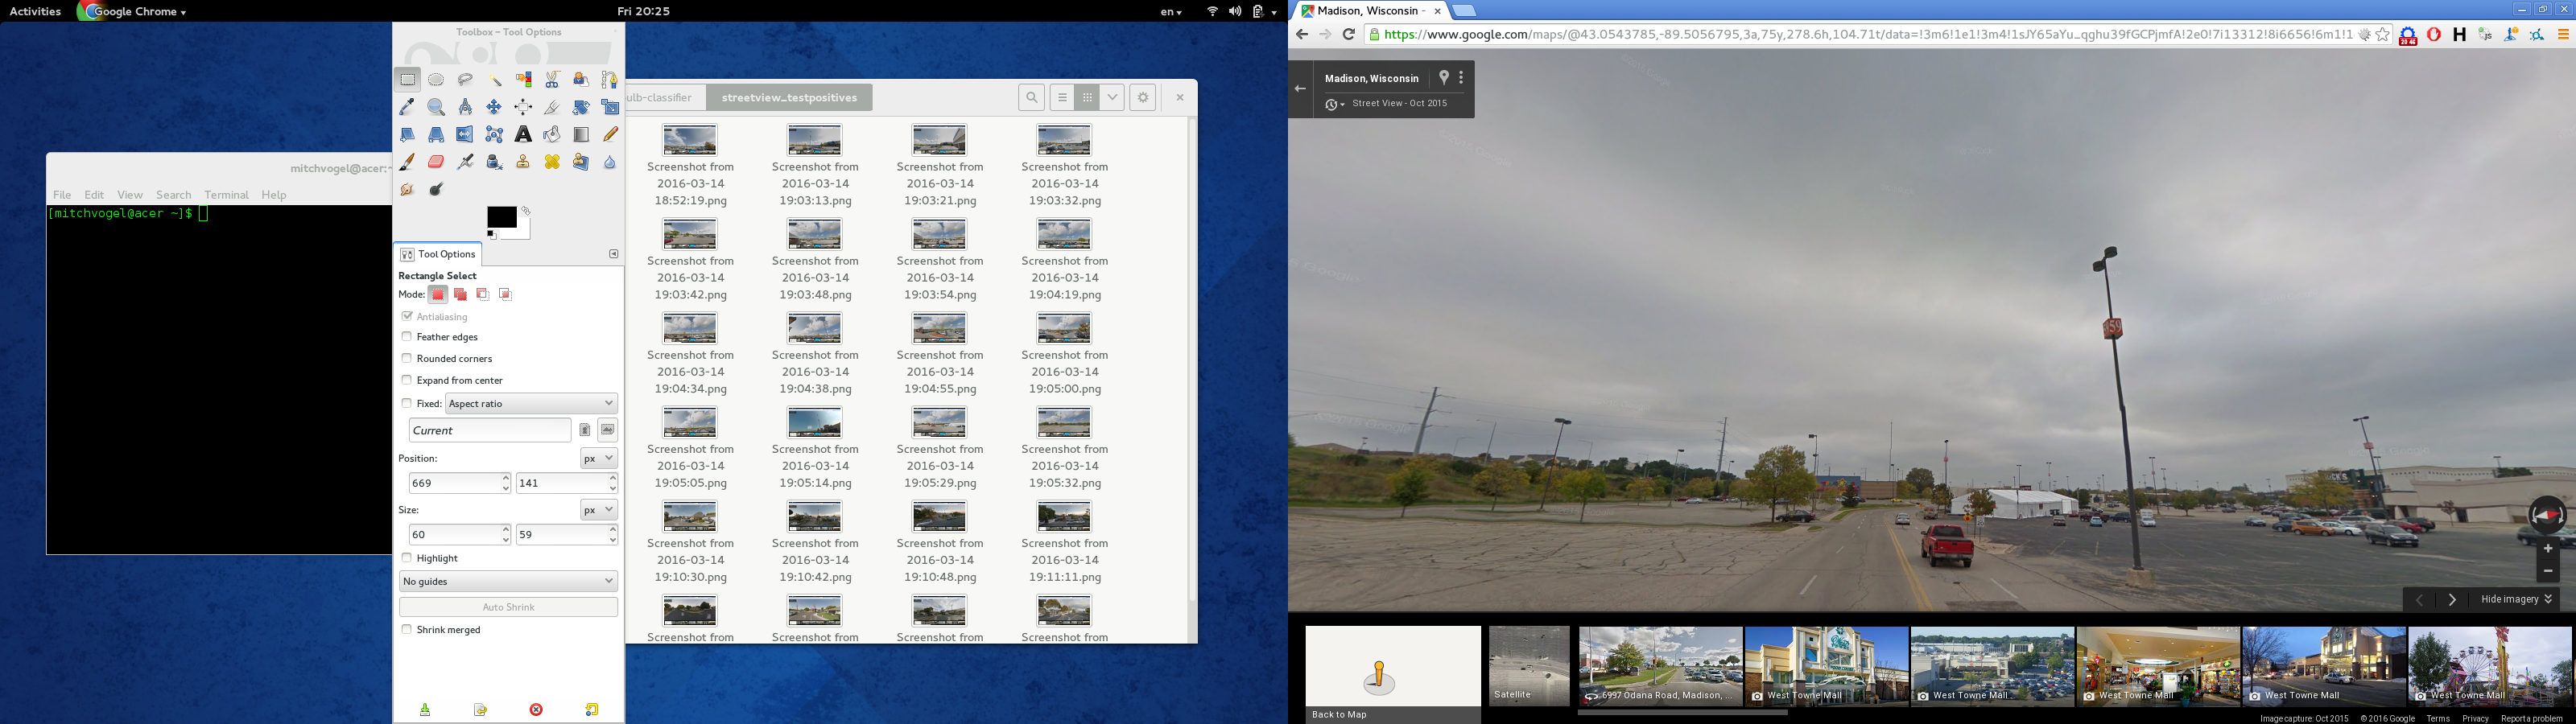 Activities
Google Chrome
Fri 20:25
en
Toolbox – Tool Options
mitchvogel@acer:~
File Edit View Search Terminal Help
[mitchvogel@acer ~]$
Tool Options
Rectangle Select
Mode:
Antialiasing
Feather edges
Rounded corners
Expand from center
Fixed: Aspect ratio
Current
Position: px
669 141
Size: px
60 59
Highlight
No guides
Auto Shrink
Shrink merged
ulb-classifier streetview_testpositives
Screenshot from 2016-03-14 18:52:19.png
Screenshot from 2016-03-14 19:03:13.png
Screenshot from 2016-03-14 19:03:21.png
Screenshot from 2016-03-14 19:03:32.png
Screenshot from 2016-03-14 19:03:42.png
Screenshot from 2016-03-14 19:03:48.png
Screenshot from 2016-03-14 19:03:54.png
Screenshot from 2016-03-14 19:04:19.png
Screenshot from 2016-03-14 19:04:34.png
Screenshot from 2016-03-14 19:04:38.png
Screenshot from 2016-03-14 19:04:55.png
Screenshot from 2016-03-14 19:05:00.png
Screenshot from 2016-03-14 19:05:05.png
Screenshot from 2016-03-14 19:05:14.png
Screenshot from 2016-03-14 19:05:29.png
Screenshot from 2016-03-14 19:05:32.png
Screenshot from 2016-03-14 19:10:30.png
Screenshot from 2016-03-14 19:10:42.png
Screenshot from 2016-03-14 19:10:48.png
Screenshot from 2016-03-14 19:11:11.png
Screenshot from
Screenshot from
Screenshot from
Screenshot from
Madison, Wisconsin -
https://www.google.com/maps/@43.0543785,-89.5056795,3a,75y,278.6h,104.71t/data=!3m6!1e1!3m4!1sJY65aYu_qghu39fGCPjmfA!2e0!7i13312!8i6656!6m1!1
20:46
Madison, Wisconsin
Street View - Oct 2015
59
Hide imagery
Back to Map
Satellite
6997 Odana Road, Madison, ...
West Towne Mall
West Towne Mall
West Towne Mall
West Towne Mall
West Towne Mall
Image capture: Oct 2015 © 2016 Google Terms Privacy Report a problem